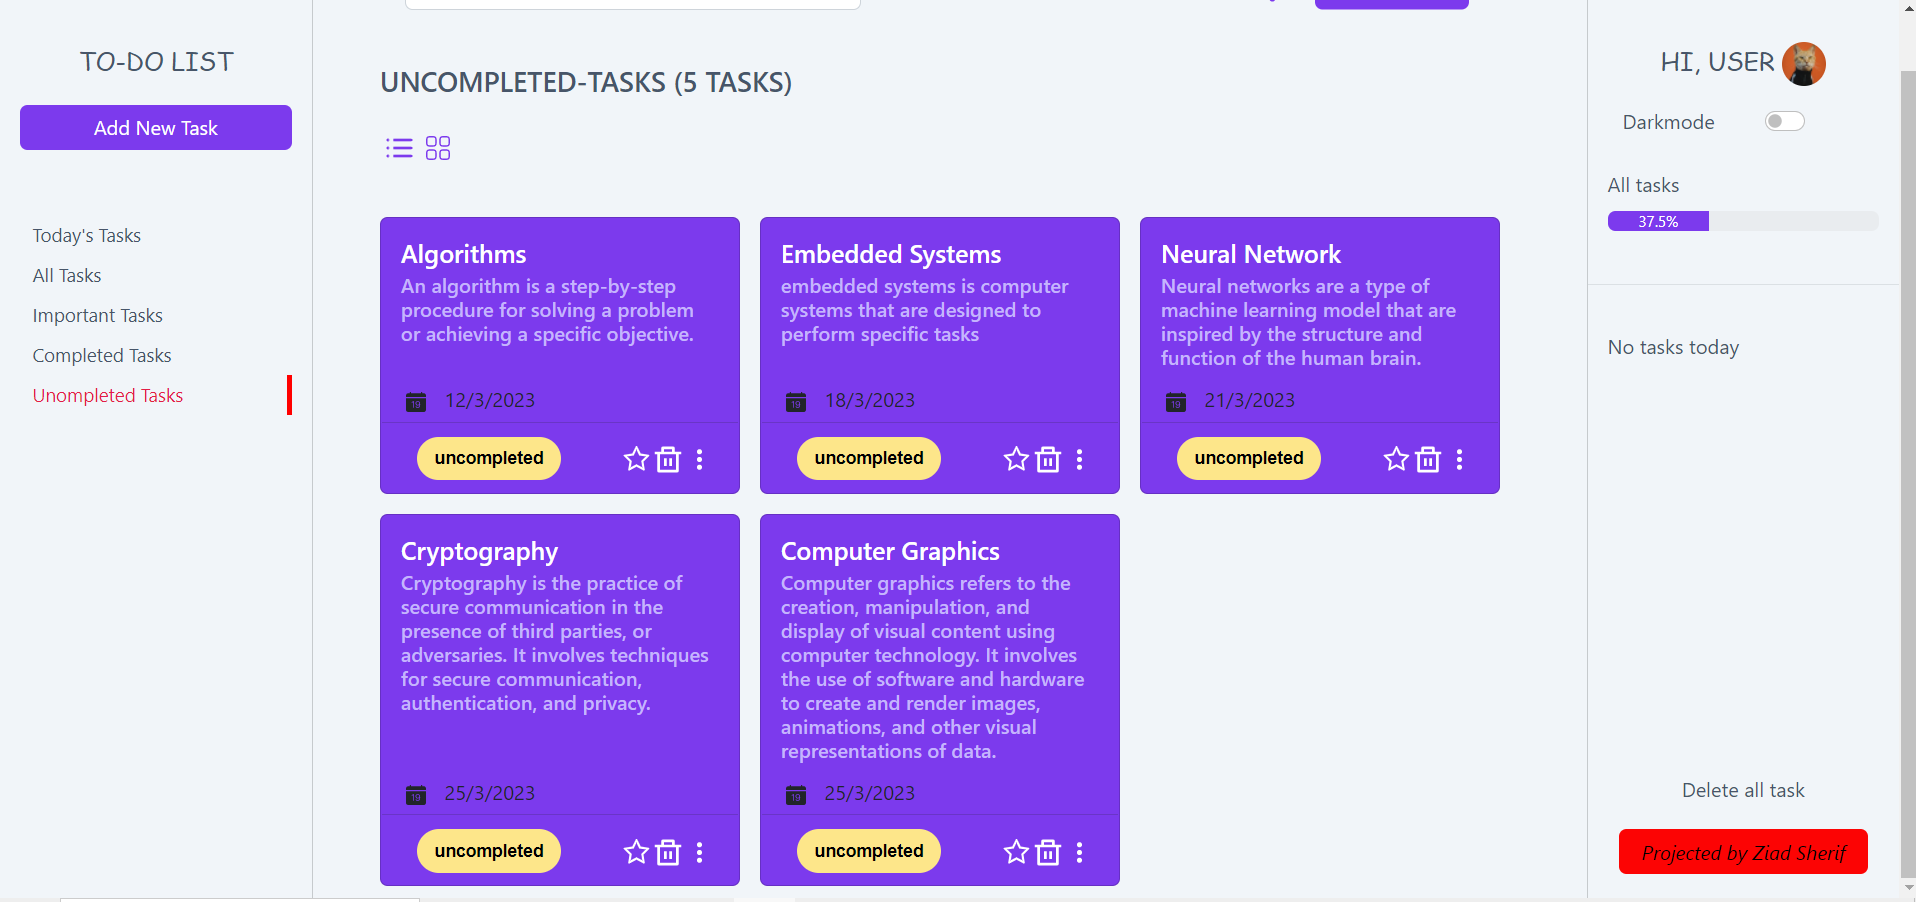 TO-DO LIST
Add New Task
Today's Tasks
All Tasks
Important Tasks
Completed Tasks
Unompleted Tasks
UNCOMPLETED-TASKS (5 TASKS)
Algorithms
An algorithm is a step-by-step
procedure for solving a problem
or achieving a specific objective.
19
12/3/2023
uncompleted
Embedded Systems
embedded systems is computer
systems that are designed to
perform specific tasks
19
18/3/2023
uncompleted
Neural Network
Neural networks are a type of
machine learning model that are
inspired by the structure and
function of the human brain.
19
21/3/2023
uncompleted
Cryptography
Cryptography is the practice of
secure communication in the
presence of third parties, or
adversaries. It involves techniques
for secure communication,
authentication, and privacy.
19
25/3/2023
uncompleted
Computer Graphics
Computer graphics refers to the
creation, manipulation, and
display of visual content using
computer technology. It involves
the use of software and hardware
to create and render images,
animations, and other visual
representations of data.
19
25/3/2023
uncompleted
HI, USER
Darkmode
All tasks
37.5%
No tasks today
Delete all task
Projected by Ziad Sherif